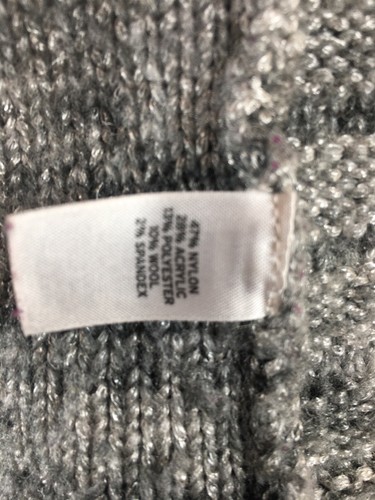 47% NYLON
28% ACRYLIC
13% POLYESTER
10% WOOL
2% SPANDEX